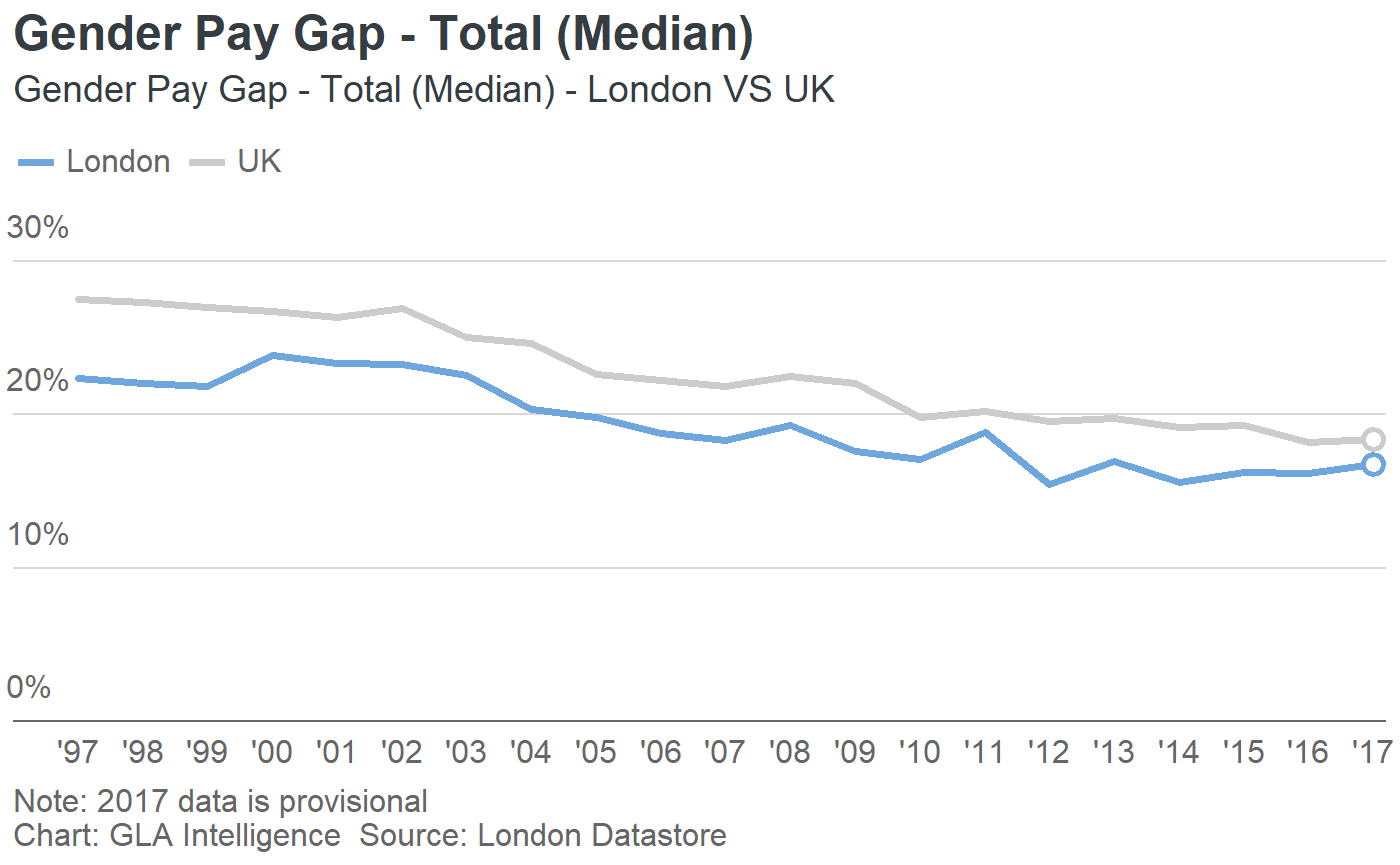 Gender Pay Gap - Total (Median)
Gender Pay Gap - Total (Median) - London VS UK
London UK
30%
20%
10%
0%
'97 '98 '99 '00 '01 '02 '03 '04 '05 '06 '07 '08 '09 '10 '11 '12 '13 '14 '15 '16 '17
Note: 2017 data is provisional
Chart: GLA Intelligence  Source: London Datastore